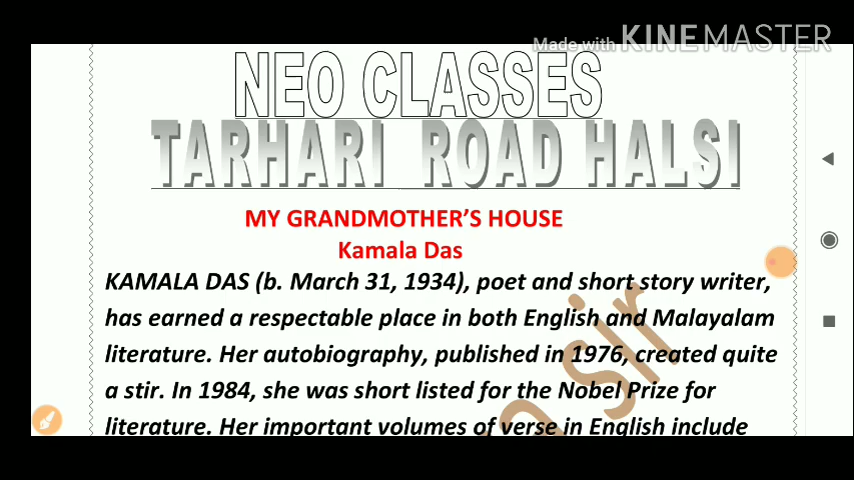 Made with KINEMASTER
NEO CLASSES
TARHARI ROAD HALSI
MY GRANDMOTHER'S HOUSE
Kamala Das
KAMALA DAS (b. March 31, 1934), poet and short story writer,
has earned a respectable place in both English and Malayalam
literature. Her autobiography, published in 1976, created quite
a stir. In 1984, she was short listed for the Nobel Prize for
literature. Her important volumes of verse in English include
sir